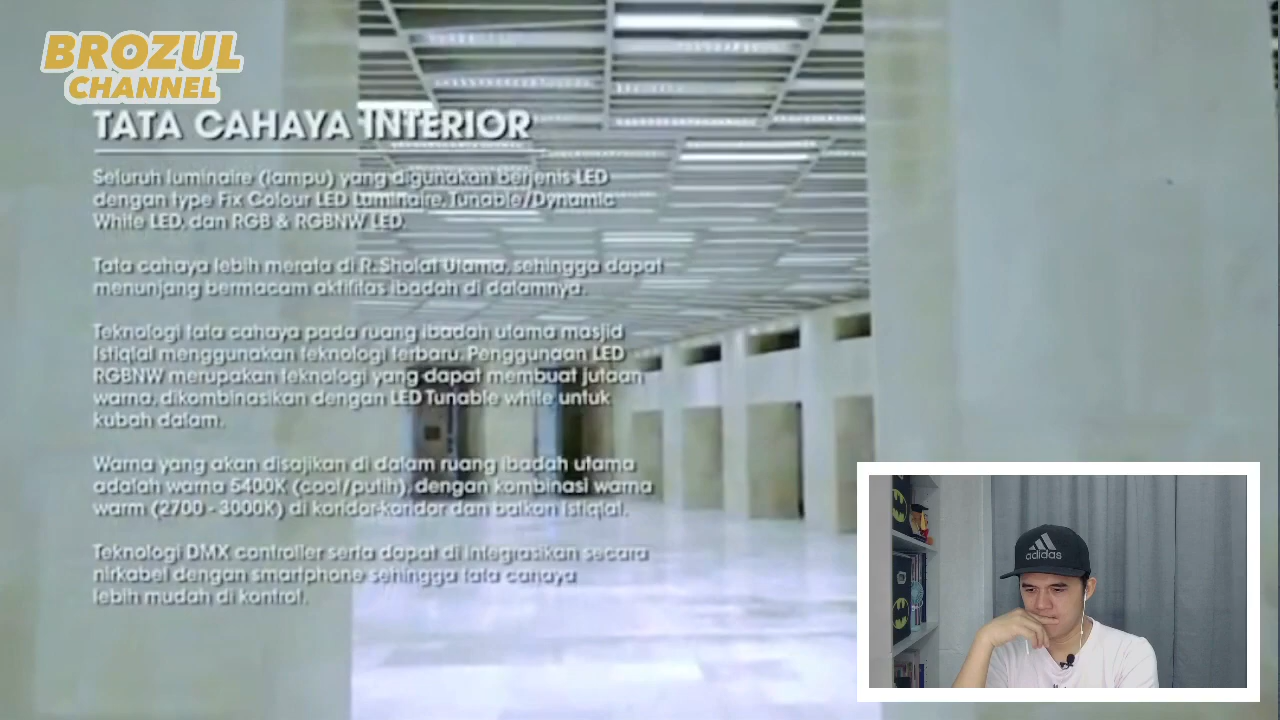 BROZUL
CHANNEL
TATA CAHAYA INTERIOR
Seluruh luminaire (lampu) yang digunakan berjenis LED
dengan type Fix Colour LED Luminaire, Tunable/Dynamic
White LED, dan RGB & RGBNW LED.
Tata cahaya lebih merata di R. Sholat Utama, sehingga dapat
menunjang bermacam aktifitas ibadah di dalamnya.
Teknologi tata cahaya pada ruang ibadah utama masjid
Istiqlal menggunakan teknologi terbaru. Penggunaan LED
RGBNW merupakan teknologi yang dapat membuat jutaan
warna, dikombinasikan dengan LED Tunable white untuk
kubah dalam.
Warna yang akan disajikan di dalam ruang ibadah utama
adalah warna 5400K (cool/putih), dengan kombinasi warna
warm (2700 - 3000K) di koridor-koridor dan balkon Istiqlal.
Teknologi DMX controller serta dapat di integrasikan secara
nirkabel dengan smartphone sehingga tata cahaya
lebih mudah di kontrol.
adidas